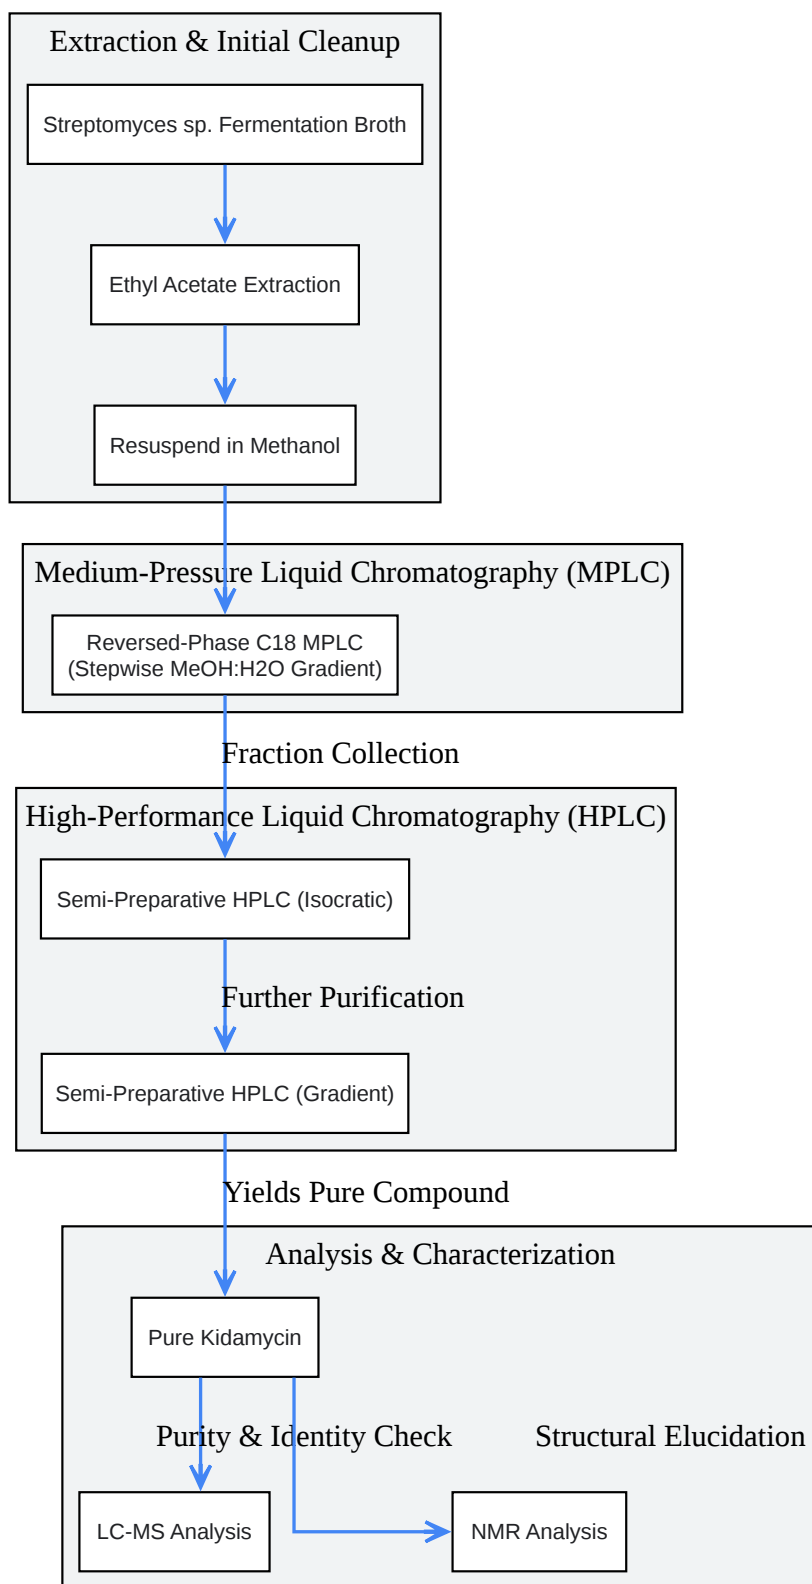 Extraction & Initial Cleanup
Streptomyces sp. Fermentation Broth
Ethyl Acetate Extraction
Resuspend in Methanol
Medium-Pressure Liquid Chromatography (MPLC)
Reversed-Phase C18 MPLC
(Stepwise MeOH:H2O Gradient)
Fraction Collection
High-Performance Liquid Chromatography (HPLC)
Semi-Preparative HPLC (Isocratic)
Further Purification
Semi-Preparative HPLC (Gradient)
Yields Pure Compound
Analysis & Characterization
Pure Kidamycin
Purity & Identity Check
Structural Elucidation
LC-MS Analysis
NMR Analysis